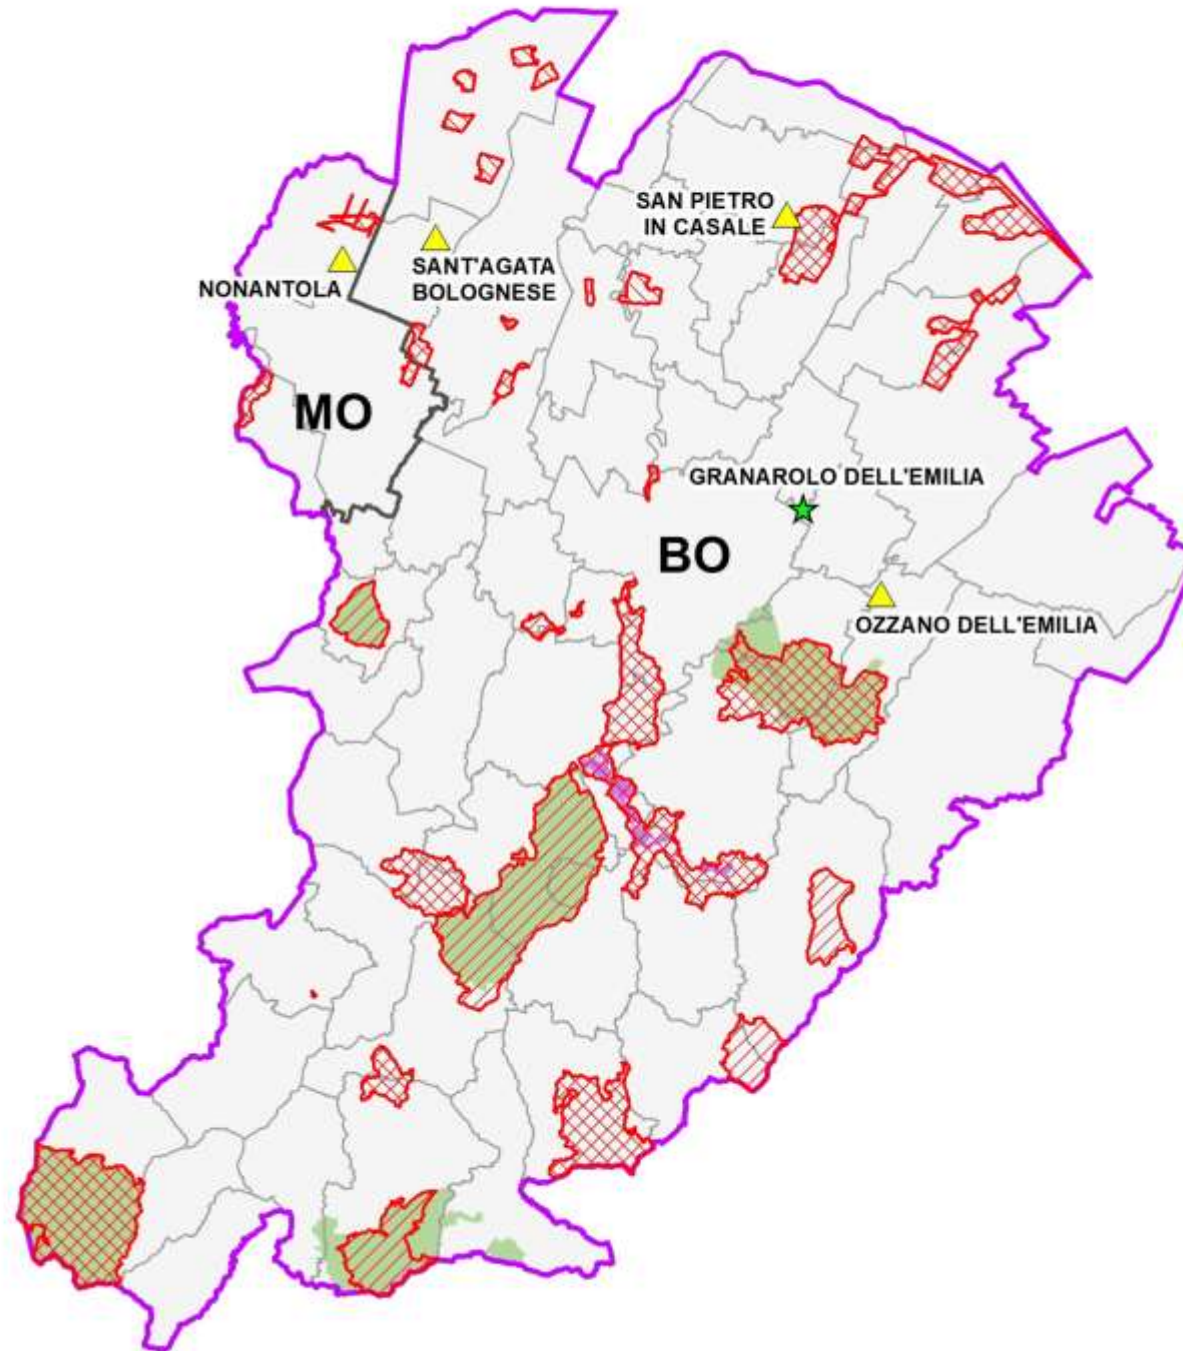 SAN PIETRO
IN CASALE
SANT'AGATA
BOLOGNESE
NONANTOLA
MO
GRANAROLO DELL'EMILIA
BO
OZZANO DELL'EMILIA